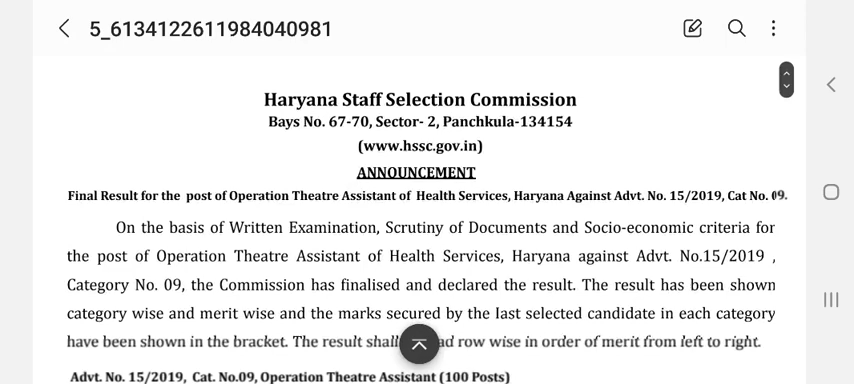 5_6134122611984040981
Haryana Staff Selection Commission
Bays No. 67-70, Sector- 2, Panchkula-134154
(www.hssc.gov.in)
ANNOUNCEMENT
Final Result for the post of Operation Theatre Assistant of Health Services, Haryana Against Advt. No. 15/2019, Cat No. 09.
On the basis of Written Examination, Scrutiny of Documents and Socio-economic criteria for
the post of Operation Theatre Assistant of Health Services, Haryana against Advt. No.15/2019 ,
Category No. 09, the Commission has finalised and declared the result. The result has been shown
category wise and merit wise and the marks secured by the last selected candidate in each category
have been shown in the bracket. The result shall row wise in order of merit from left to right.
Advt. No. 15/2019, Cat. No.09, Operation Theatre Assistant (100 Posts)